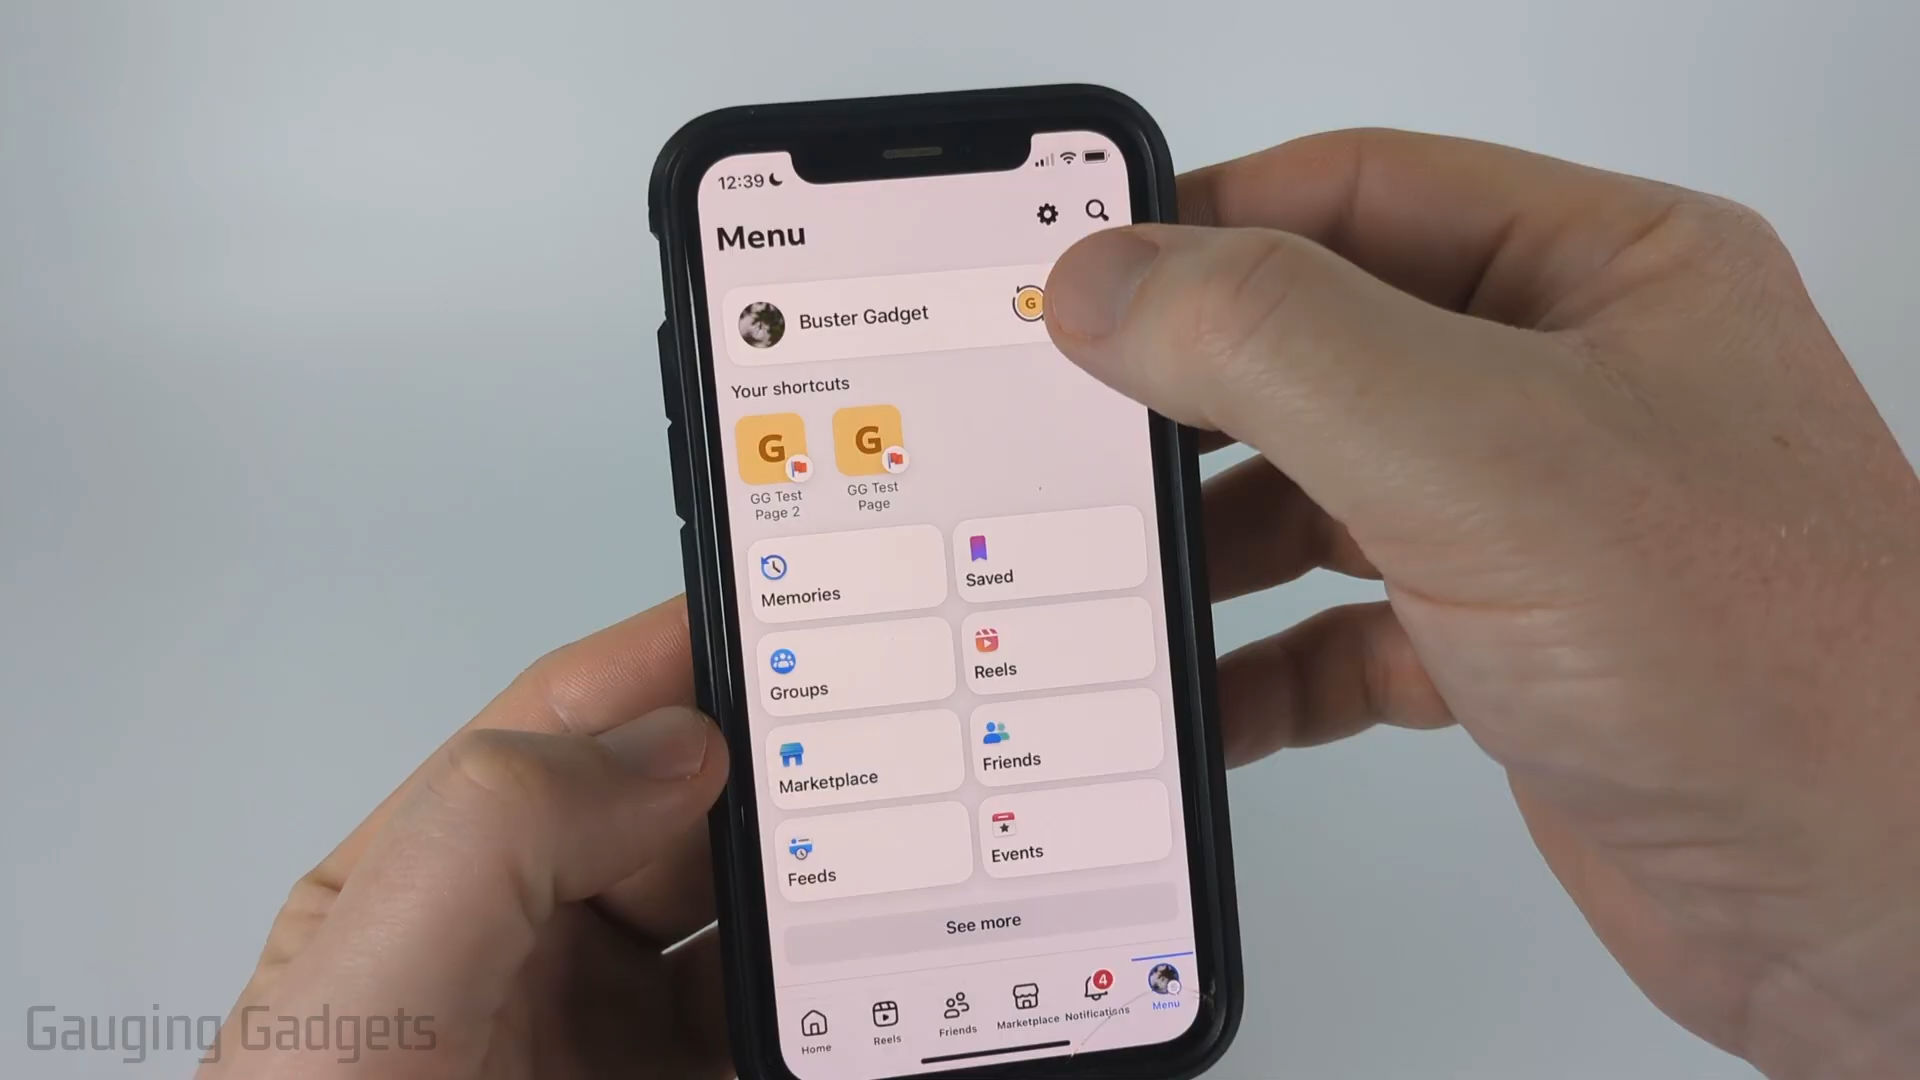 12:39
Menu
Buster Gadget
G
Your shortcuts
G
G
GG Test
Page 2
GG Test
Page
Memories
Saved
Groups
Reels
Marketplace
Friends
Feeds
Events
See more
4
Home
Reels
Friends
Marketplace
Notifications
Menu
Gauging Gadgets